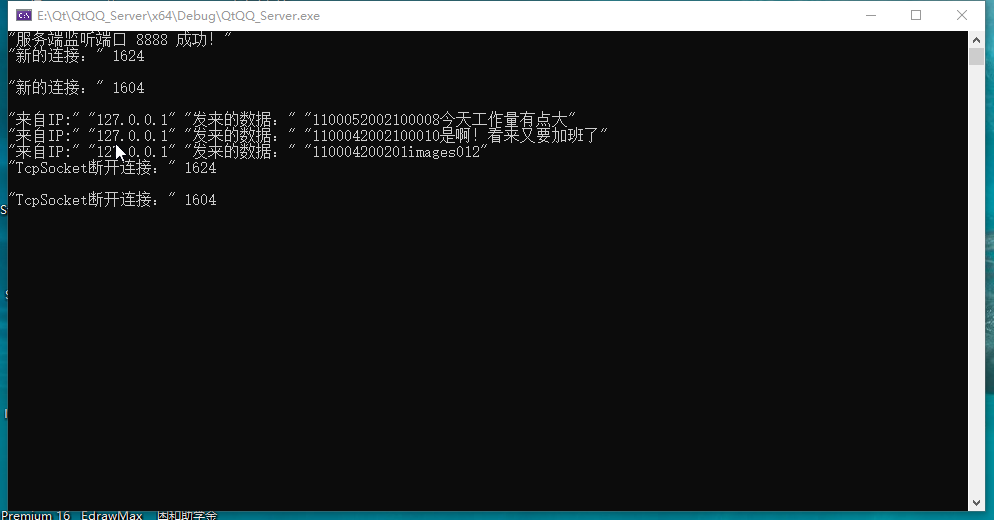 E:\Qt\QtQQ_Server\x64\Debug\QtQQ_Server.exe
"服务端监听端口 8888 成功！"
"新的连接：" 1624
"新的连接：" 1604
"来自IP:" "127.0.0.1" "发来的数据：" "1100052002100008今天工作量有点大"
"来自IP:" "127.0.0.1" "发来的数据：" "1100042002100010是啊！看来又要加班了"
"来自IP:" "127.0.0.1" "发来的数据：" "110004200201images012"
"TcpSocket断开连接：" 1624
"TcpSocket断开连接：" 1604
Premium 16 EdrawMax 困和助学金